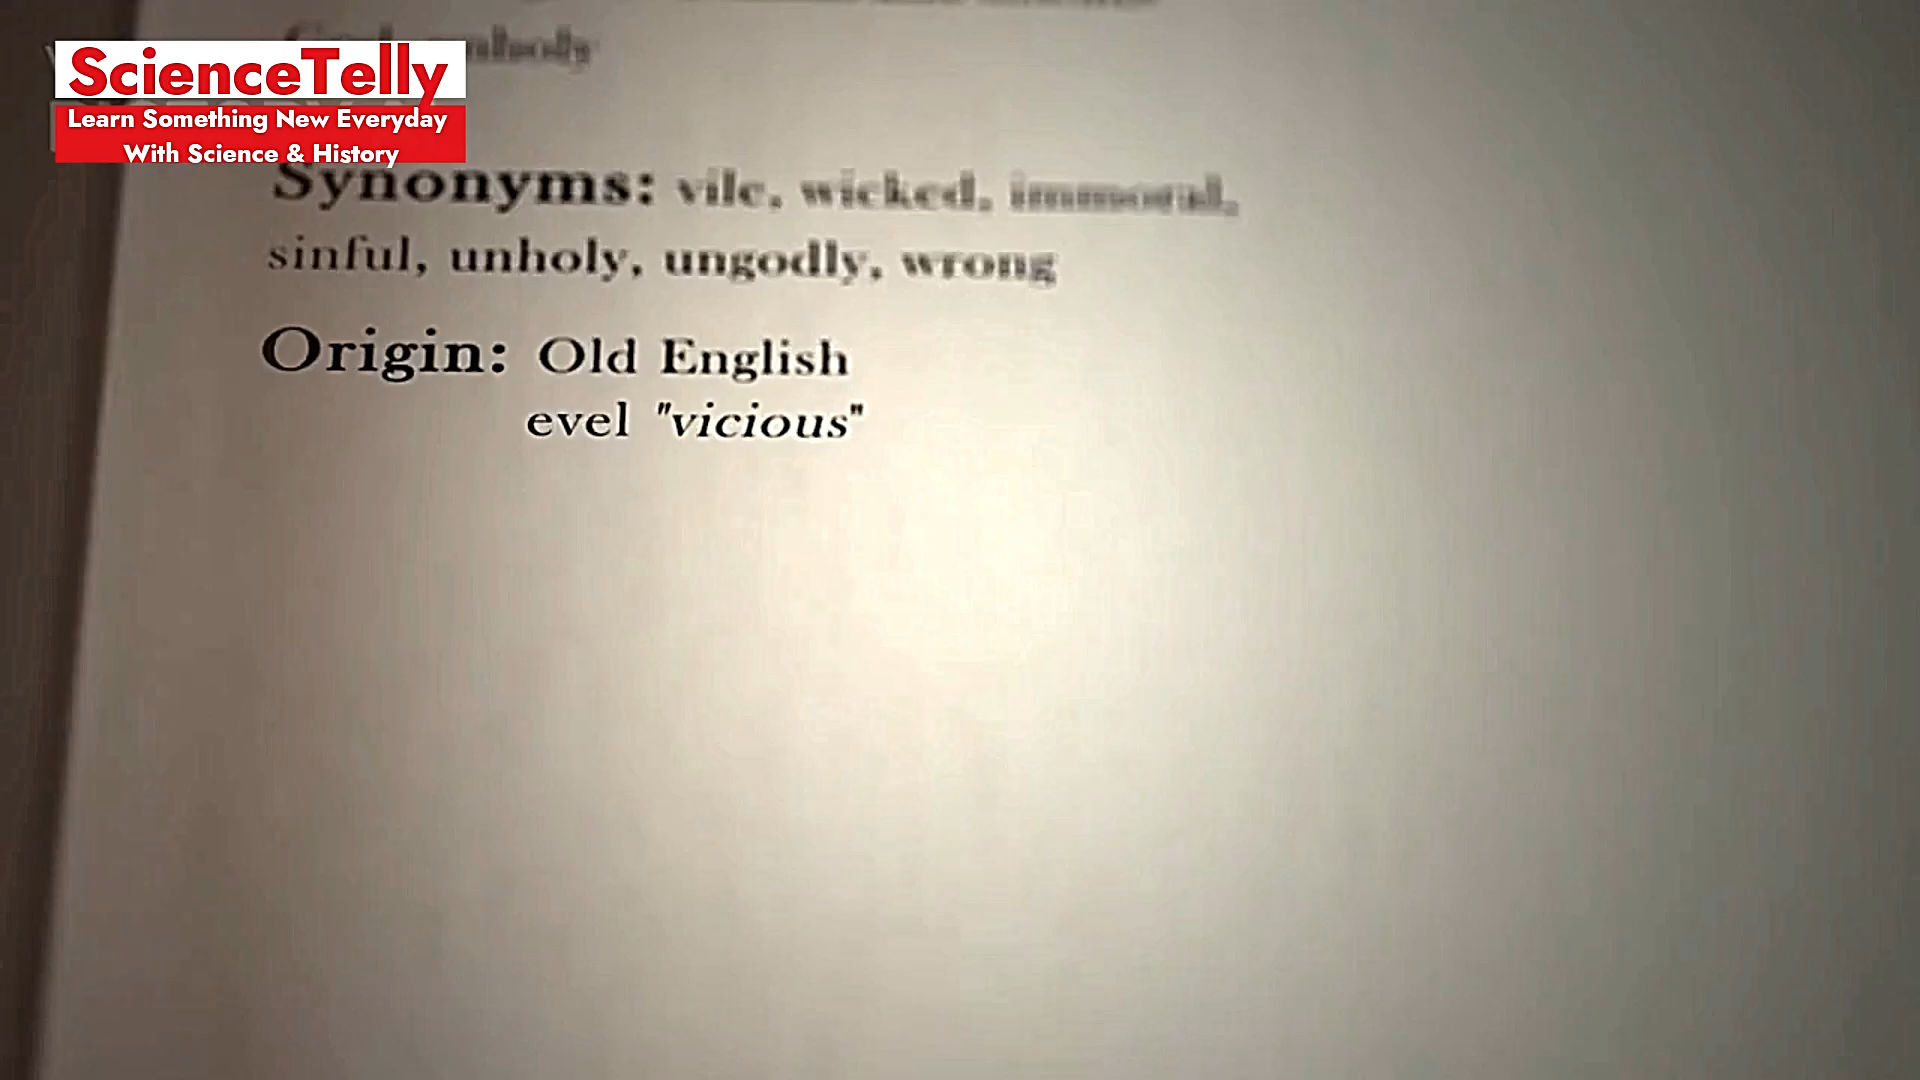 unholy
ScienceTelly
Learn Something New Everyday
With Science & History
Synonyms: vile, wicked, immoral,
sinful, unholy, ungodly, wrong
Origin: Old English
evel "vicious"